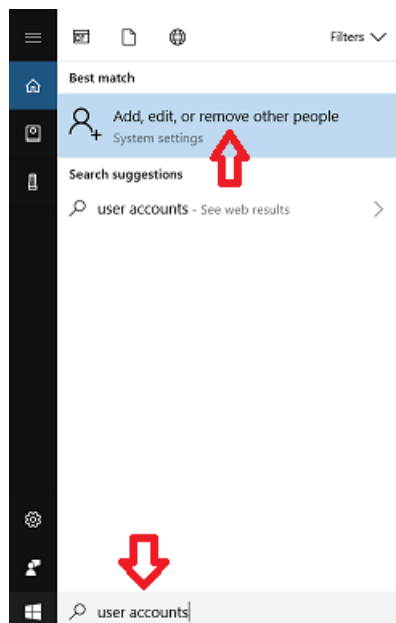 Filters
Best match
Add, edit, or remove other people
System settings
Search suggestions
user accounts - See web results
user accounts